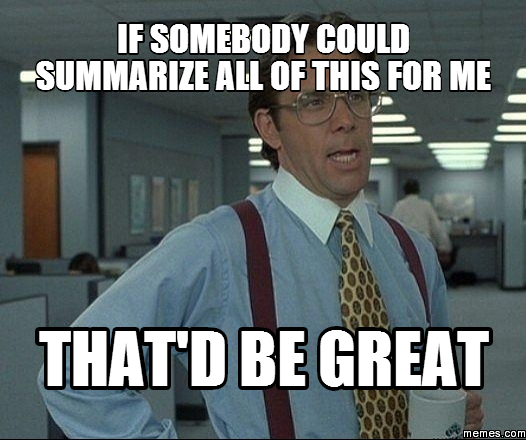 IF SOMEBODY COULD
SUMMARIZE ALL OF THIS FOR ME
THAT'D BE GREAT
memes.com